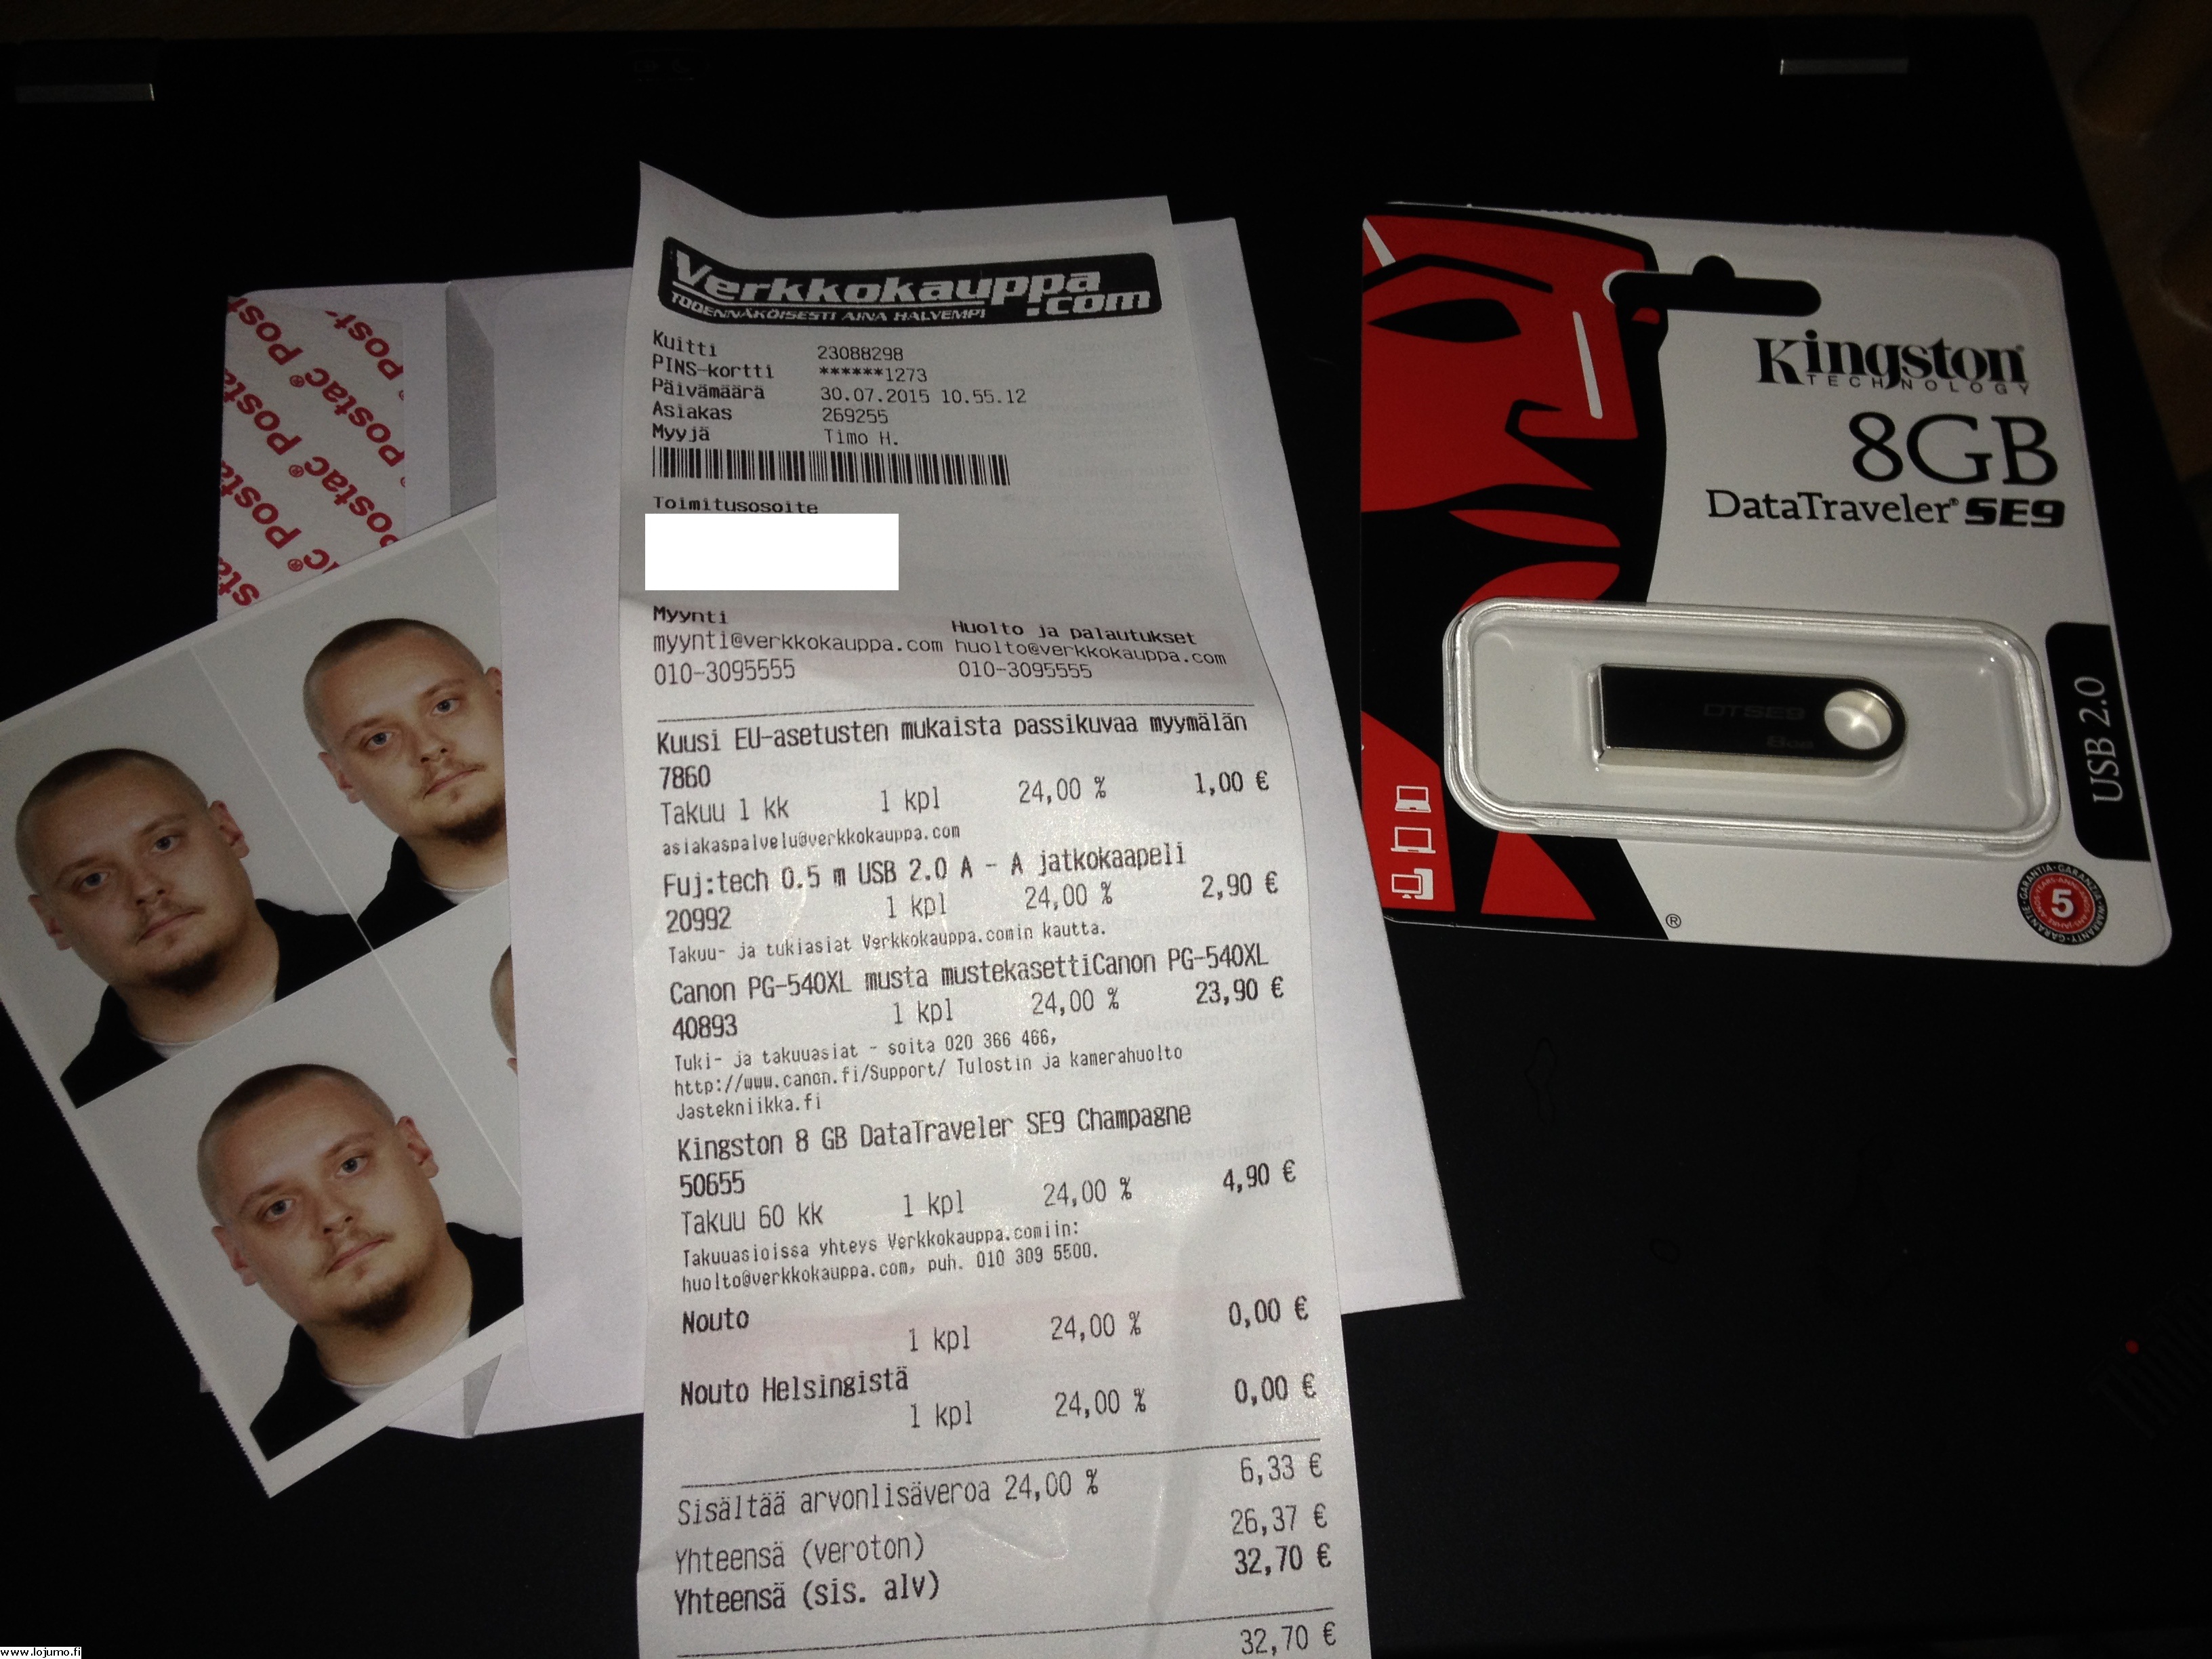 Verkkokauppa
.com
TODENNÄKÖISESTI AINA HALVEMPI
Kuitti 23088298
PINS-kortti ******1273
Päivämäärä 30.07.2015 10.55.12
Asiakas 269255
Myyjä Timo H.
Toimitusosoite
Myynti Huolto ja palautukset
myynti@verkkokauppa.com huolto@verkkokauppa.com
010-3095555 010-3095555
Kuusi EU-asetusten mukaista passikuvaa myymälän
7860
Takuu 1 kk 1 kpl 24,00 % 1,00 €
asiakaspalvelu@verkkokauppa.com
Fuj:tech 0.5 m USB 2.0 A - A jatkokaapeli
20992 1 kpl 24,00 % 2,90 €
Takuu- ja tukiasiat Verkkokauppa.comin kautta.
Canon PG-540XL musta mustekasettiCanon PG-540XL
40893 1 kpl 24,00 % 23,90 €
Tuki- ja takuuasiat - soita 020 366 466,
http://www.canon.fi/Support/ Tulostin ja kamerahuolto
Jastekniikka.fi
Kingston 8 GB DataTraveler SE9 Champagne
50655
Takuu 60 kk 1 kpl 24,00 % 4,90 €
Takuuasioissa yhteys Verkkokauppa.comiin:
huolto@verkkokauppa.com, puh. 010 309 5500.
Nouto
1 kpl 24,00 % 0,00 €
Nouto Helsingistä
1 kpl 24,00 % 0,00 €
Sisältää arvonlisäveroa 24,00 % 6,33 €
Yhteensä (veroton) 26,37 €
Yhteensä (sis. alv) 32,70 €
32,70 €
Kingston
TECHNOLOGY
8GB
DataTraveler® SE9
DTSE9
8GB
USB 2.0
5
®
Postac®
www.lojumo.fi